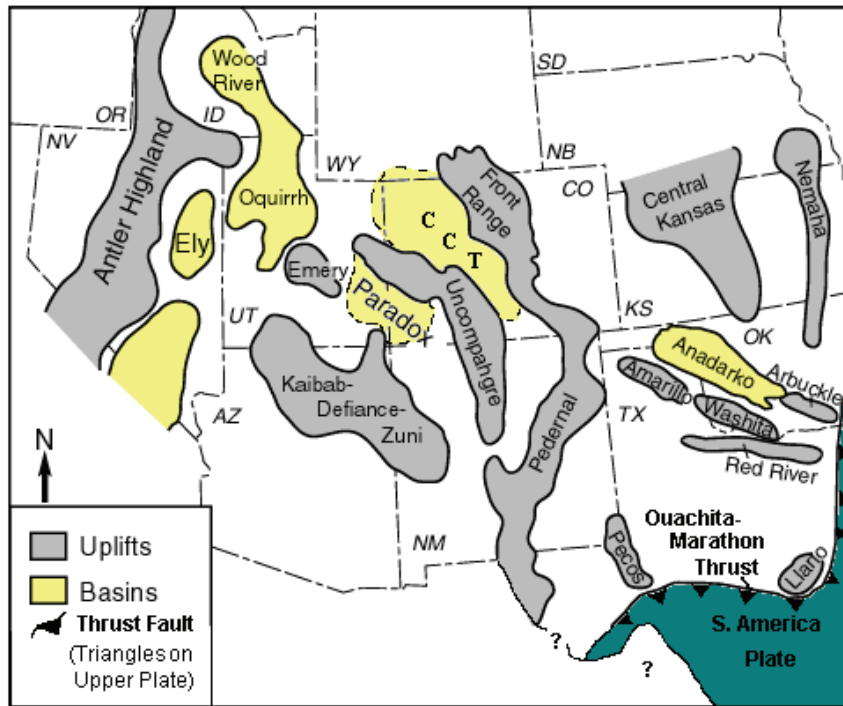 Wood
River
SD
OR
ID
NV
WY
NB
Antler Highland
Front
Range
CO
Central
Kansas
Nemaha
Oquirrh
C
C
T
Ely
Emery
Paradox
Uncompahgre
UT
KS
OK
Anadarko
Kaibab-
Defiance-
Zuni
Amarillo
Arbuckle
AZ
Pedernal
TX
Washita
Red River
N
NM
Ouachita-
Marathon
Thrust
Pecos
Llano
Uplifts
Basins
Thrust Fault
(Triangles on
Upper Plate)
S. America
Plate
?
?